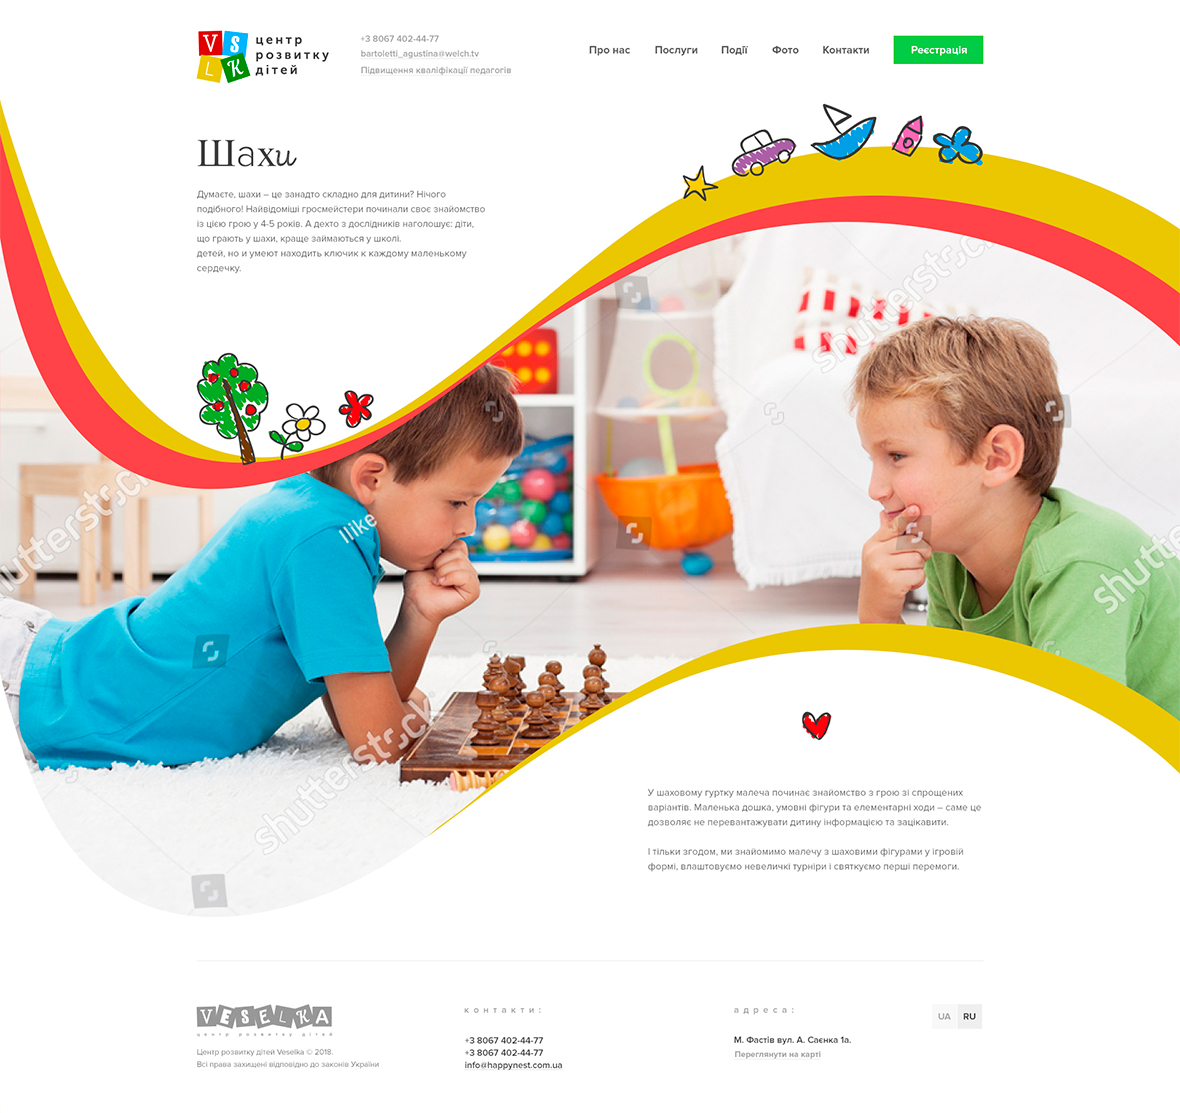 V S
L K
центр
розвитку
дітей
+3 8067 402-44-77
bartoletti_agustina@welch.tv
Підвищення кваліфікації педагогів
Про нас
Послуги
Події
Фото
Контакти
Реєстрація
Шахи
Думаєте, шахи – це занадто складно для дитини? Нічого
подібного! Найвідоміші гросмейстери починали своє знайомство
із цією грою у 4-5 років. А дехто з дослідників наголошує: діти,
що грають у шахи, краще займаються у школі.
детей, но и умеют находить ключик к каждому маленькому
сердечку.
shutterstock
shutterstock
Ilike
shutterstock
shutterstock
У шаховому гуртку малеча починає знайомство з грою зі спрощених
варіантів. Маленька дошка, умовні фігури та елементарні ходи – саме це
дозволяє не перевантажувати дитину інформацією та зацікавити.
І тільки згодом, ми знайомимо малечу з шаховими фігурами у ігровій
формі, влаштовуємо невеличкі турніри і святкуємо перші перемоги.
VESELKA
центр розвитку дітей
Центр розвитку дітей Veselka © 2018.
Всі права захищені відповідно до законів України
контакти:
+3 8067 402-44-77
+3 8067 402-44-77
info@happynest.com.ua
адреса:
М. Фастів вул. А. Саєнка 1а.
Переглянути на карті
UA RU